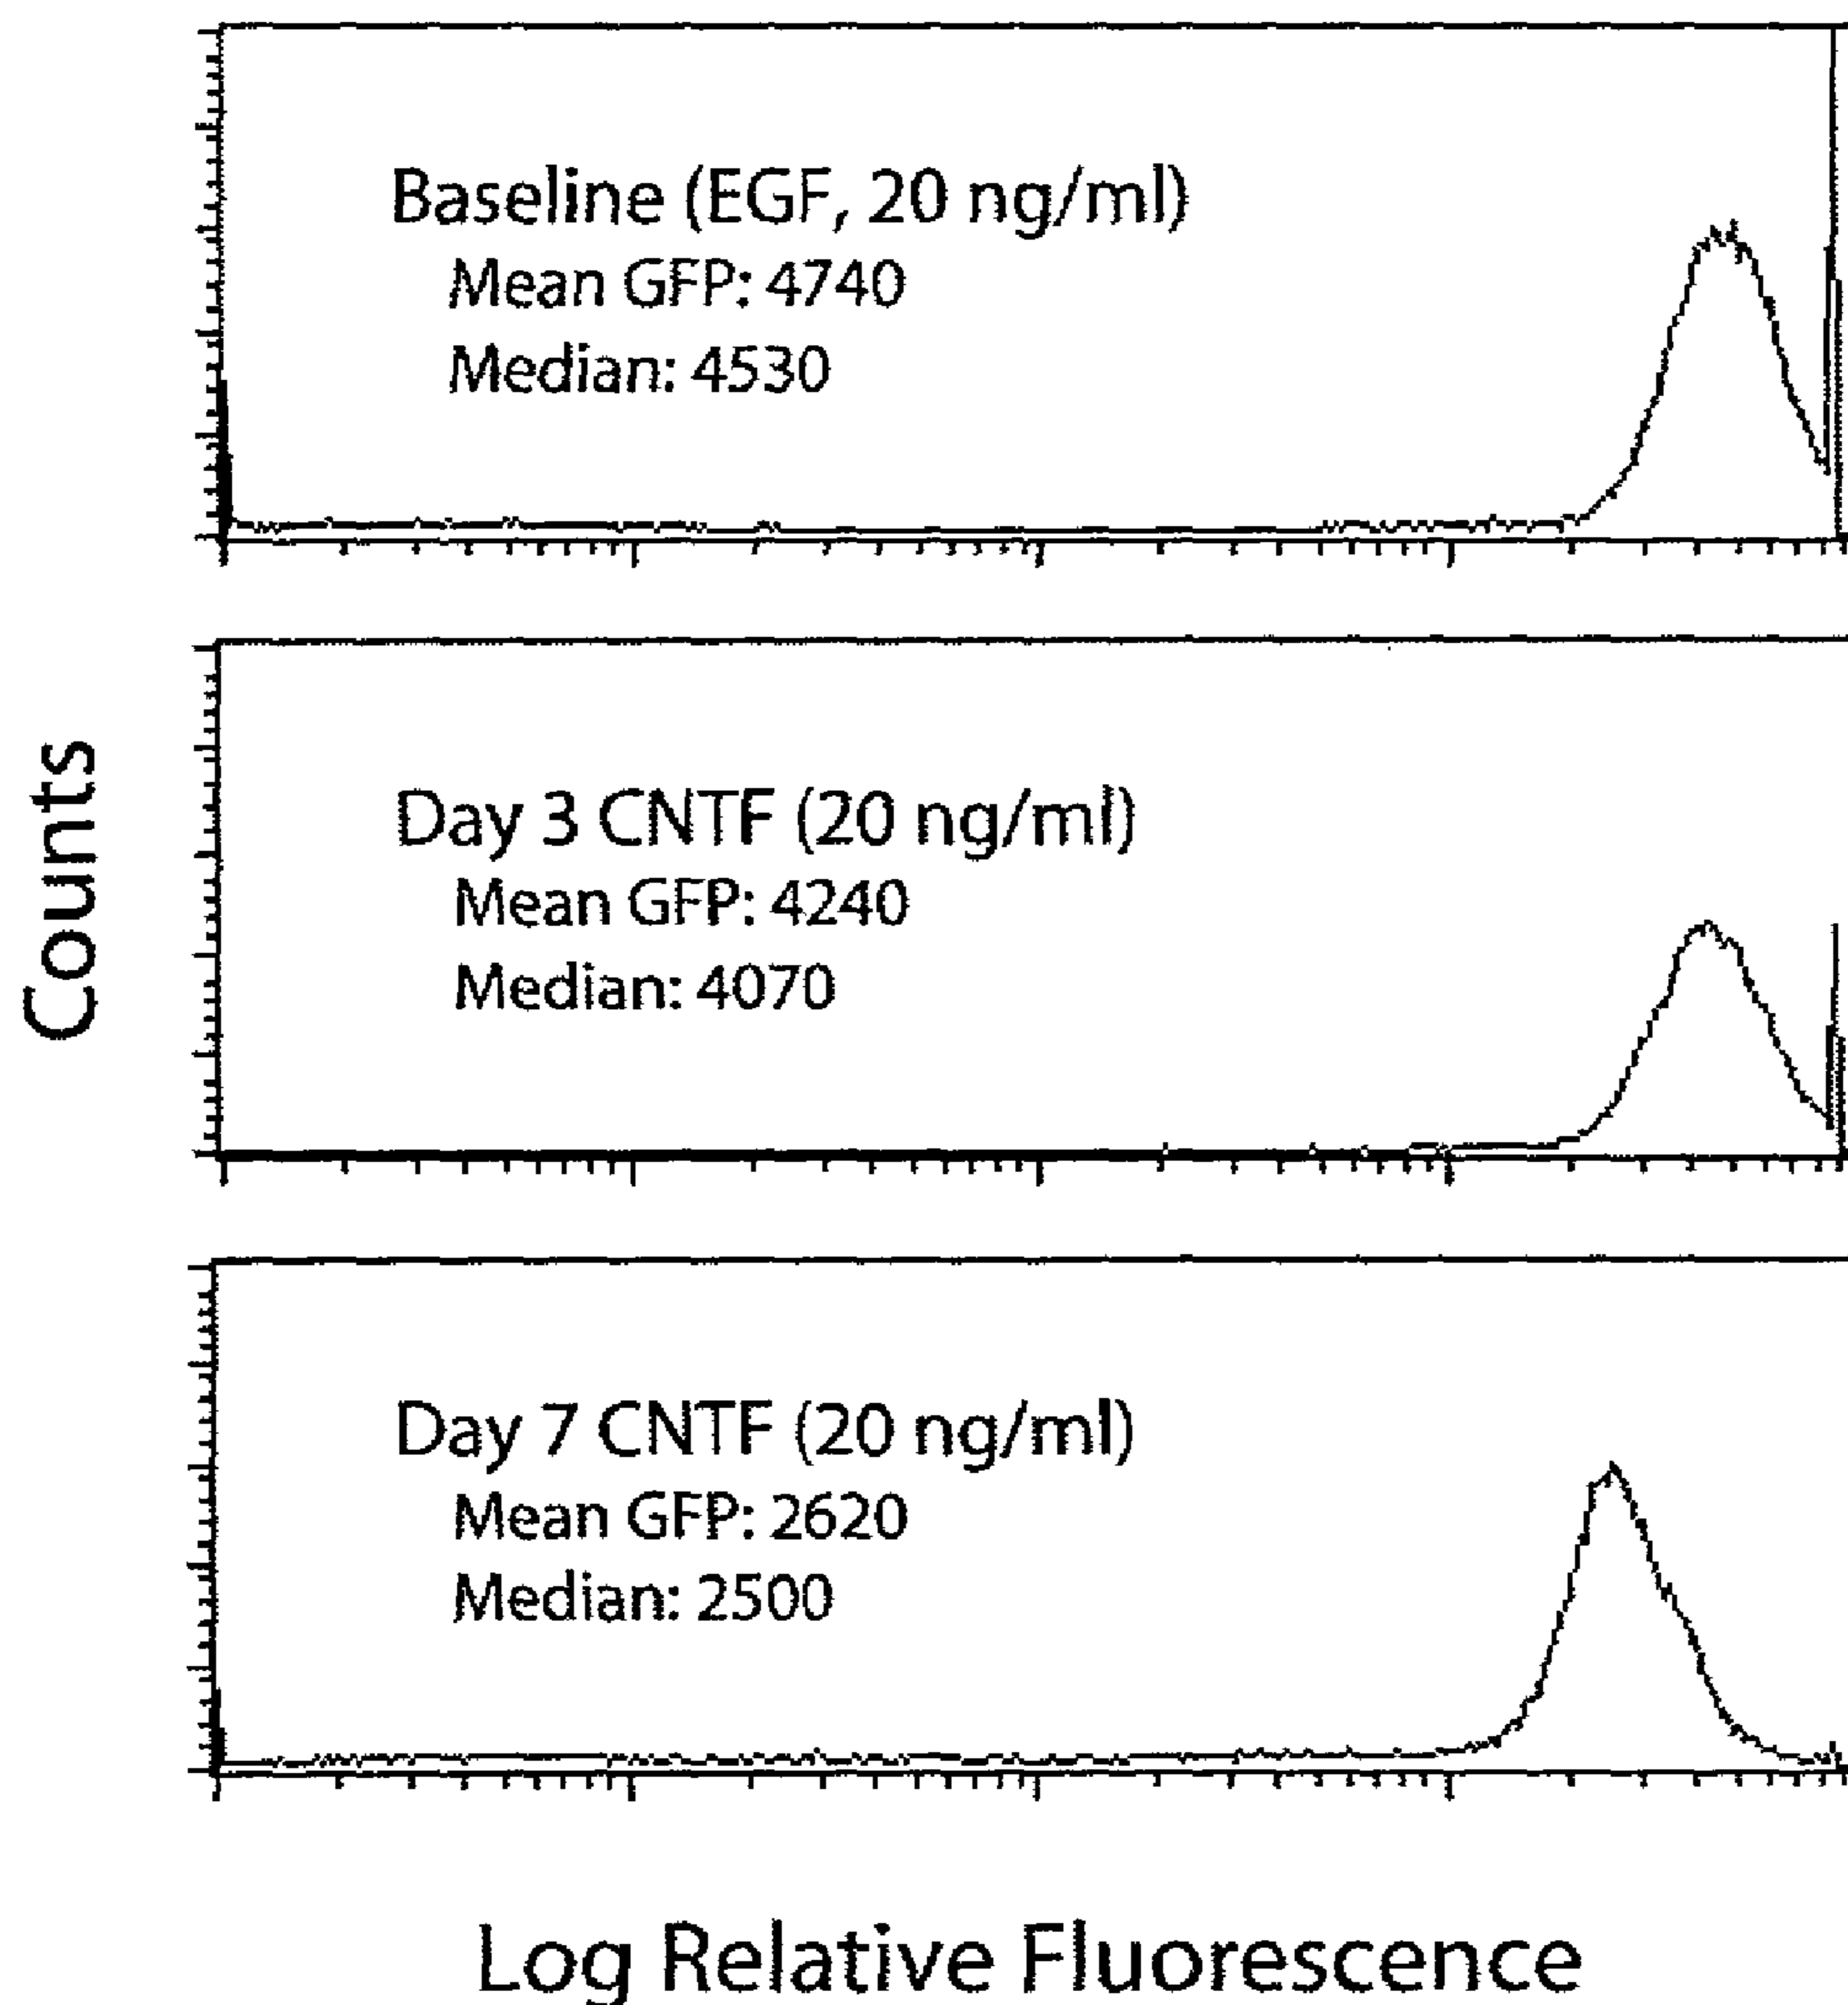 Baseline (EGF, 20 ng/ml)
Mean GFP: 4740
Median: 4530
Counts
Day 3 CNTF (20 ng/ml)
Mean GFP: 4240
Median: 4070
Day 7 CNTF (20 ng/ml)
Mean GFP: 2620
Median: 2500
Log Relative Fluorescence